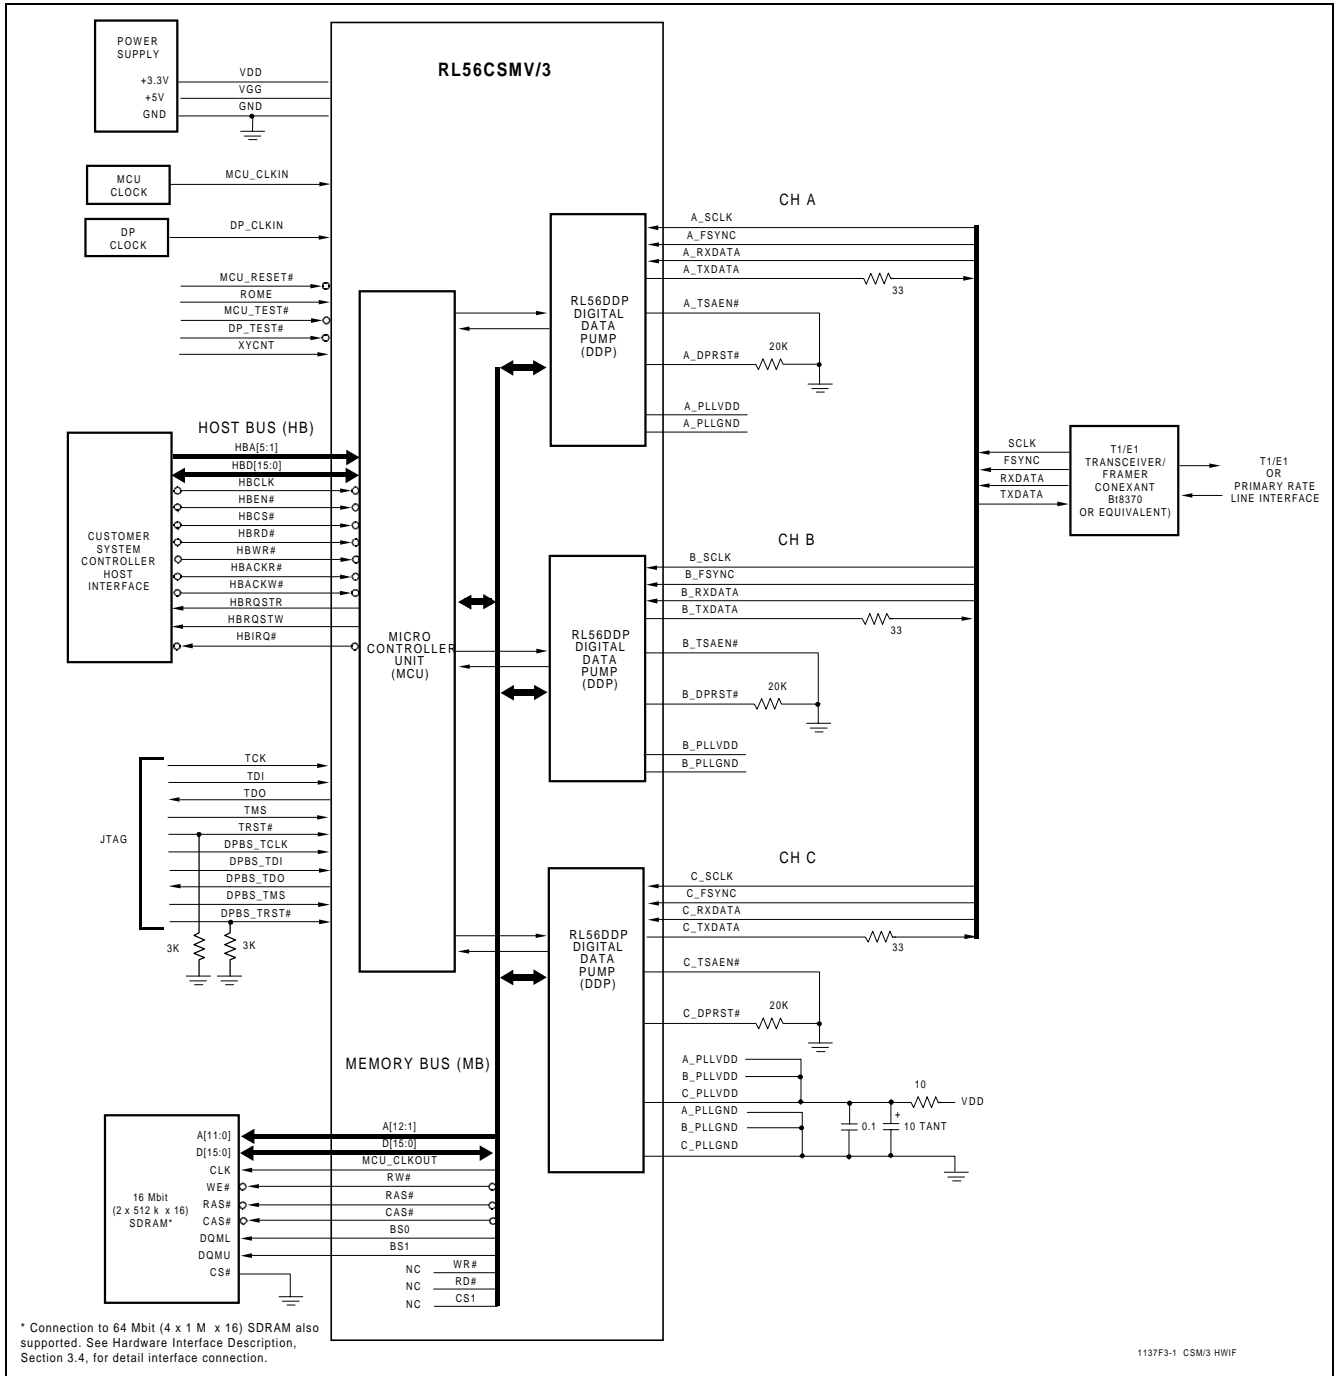 POWER
SUPPLY
+3.3V
+5V
GND
VDD
VGG
GND
RL56CSMV/3
MCU
CLOCK
MCU_CLKIN
DP
CLOCK
DP_CLKIN
MCU_RESET#
ROME
MCU_TEST#
DP_TEST#
XYCNT
HOST BUS (HB)
HBA[5:1]
HBD[15:0]
HBCLK
HBEN#
HBCS#
HBRD#
HBWR#
HBACKR#
HBACKW#
HBRQSTR
HBRQSTW
HBIRQ#
CUSTOMER
SYSTEM
CONTROLLER
HOST
INTERFACE
MICRO
CONTROLLER
UNIT
(MCU)
JTAG
TCK
TDI
TDO
TMS
TRST#
DPBS_TCLK
DPBS_TDI
DPBS_TDO
DPBS_TMS
DPBS_TRST#
3K
3K
CH A
RL56DDP
DIGITAL
DATA
PUMP
(DDP)
A_SCLK
A_FSYNC
A_RXDATA
A_TXDATA
33
A_TSAEN#
A_DPRST#
20K
A_PLLVDD
A_PLLGND
CH B
RL56DDP
DIGITAL
DATA
PUMP
(DDP)
B_SCLK
B_FSYNC
B_RXDATA
B_TXDATA
33
B_TSAEN#
B_DPRST#
20K
B_PLLVDD
B_PLLGND
CH C
RL56DDP
DIGITAL
DATA
PUMP
(DDP)
C_SCLK
C_FSYNC
C_RXDATA
C_TXDATA
33
C_TSAEN#
C_DPRST#
20K
A_PLLVDD
B_PLLVDD
C_PLLVDD
A_PLLGND
B_PLLGND
C_PLLGND
10
VDD
0.1
+
10 TANT
SCLK
FSYNC
RXDATA
TXDATA
T1/E1
TRANSCEIVER/
FRAMER
CONEXANT
Bt8370
OR EQUIVALENT)
T1/E1
OR
PRIMARY RATE
LINE INTERFACE
MEMORY BUS (MB)
16 Mbit
(2 x 512 k x 16)
SDRAM*
A[11:0]
D[15:0]
CLK
WE#
RAS#
CAS#
DQML
DQMU
CS#
A[12:1]
D[15:0]
MCU_CLKOUT
RW#
RAS#
CAS#
BS0
BS1
NC WR#
NC RD#
NC CS1
* Connection to 64 Mbit (4 x 1 M x 16) SDRAM also
supported. See Hardware Interface Description,
Section 3.4, for detail interface connection.
1137F3-1 CSM/3 HWIF